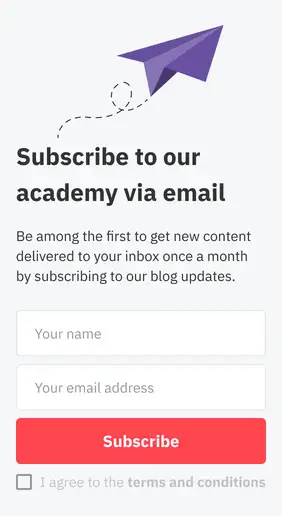 Subscribe to our
academy via email
Be among the first to get new content
delivered to your inbox once a month
by subscribing to our blog updates.
Your name
Your email address
Subscribe
I agree to the terms and conditions